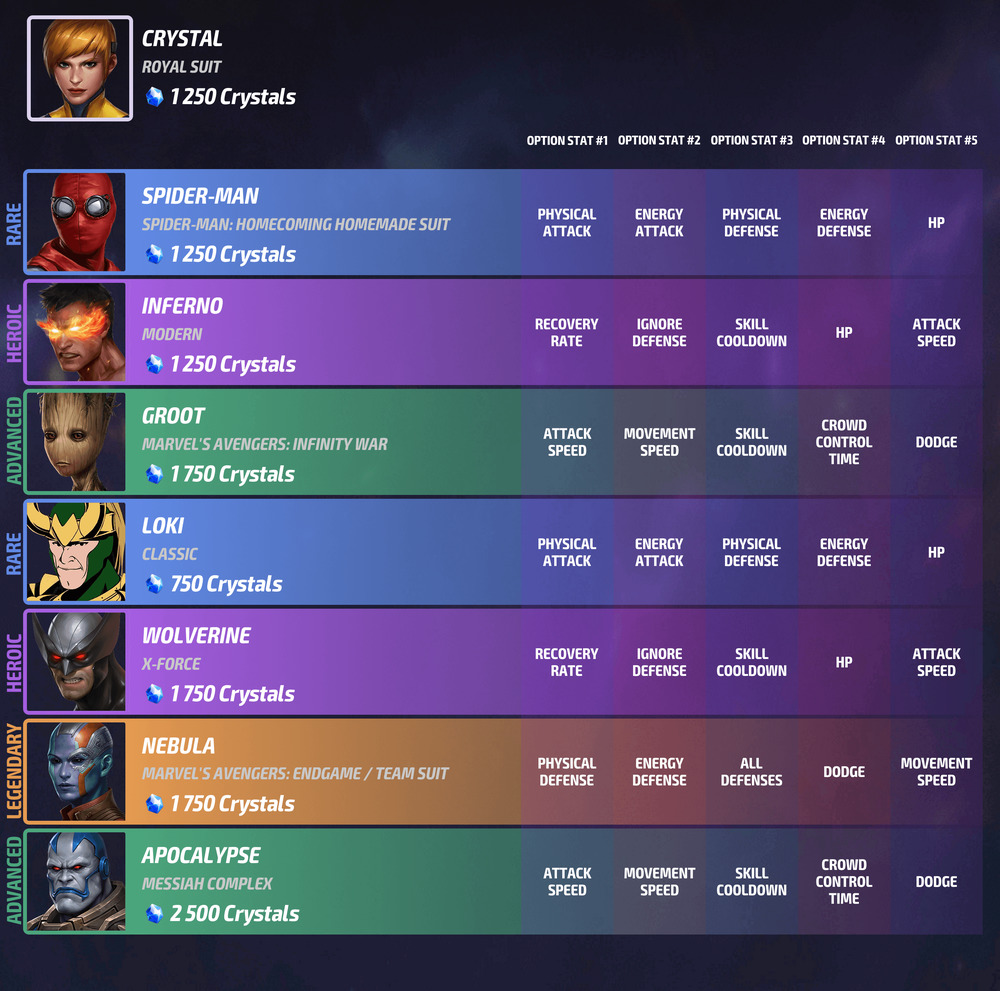 CRYSTAL
ROYAL SUIT
1 250 Crystals
OPTION STAT #1 OPTION STAT #2 OPTION STAT #3 OPTION STAT #4 OPTION STAT #5
RARE
SPIDER-MAN
SPIDER-MAN: HOMECOMING HOMEMADE SUIT
1 250 Crystals
PHYSICAL
ATTACK
ENERGY
ATTACK
PHYSICAL
DEFENSE
ENERGY
DEFENSE
HP
HEROIC
INFERNO
MODERN
1 250 Crystals
RECOVERY
RATE
IGNORE
DEFENSE
SKILL
COOLDOWN
HP
ATTACK
SPEED
ADVANCED
GROOT
MARVEL'S AVENGERS: INFINITY WAR
1 750 Crystals
ATTACK
SPEED
MOVEMENT
SPEED
SKILL
COOLDOWN
CROWD
CONTROL
TIME
DODGE
RARE
LOKI
CLASSIC
750 Crystals
PHYSICAL
ATTACK
ENERGY
ATTACK
PHYSICAL
DEFENSE
ENERGY
DEFENSE
HP
HEROIC
WOLVERINE
X-FORCE
1 750 Crystals
RECOVERY
RATE
IGNORE
DEFENSE
SKILL
COOLDOWN
HP
ATTACK
SPEED
LEGENDARY
NEBULA
MARVEL'S AVENGERS: ENDGAME / TEAM SUIT
1 750 Crystals
PHYSICAL
DEFENSE
ENERGY
DEFENSE
ALL
DEFENSES
DODGE
MOVEMENT
SPEED
ADVANCED
APOCALYPSE
MESSIAH COMPLEX
2 500 Crystals
ATTACK
SPEED
MOVEMENT
SPEED
SKILL
COOLDOWN
CROWD
CONTROL
TIME
DODGE